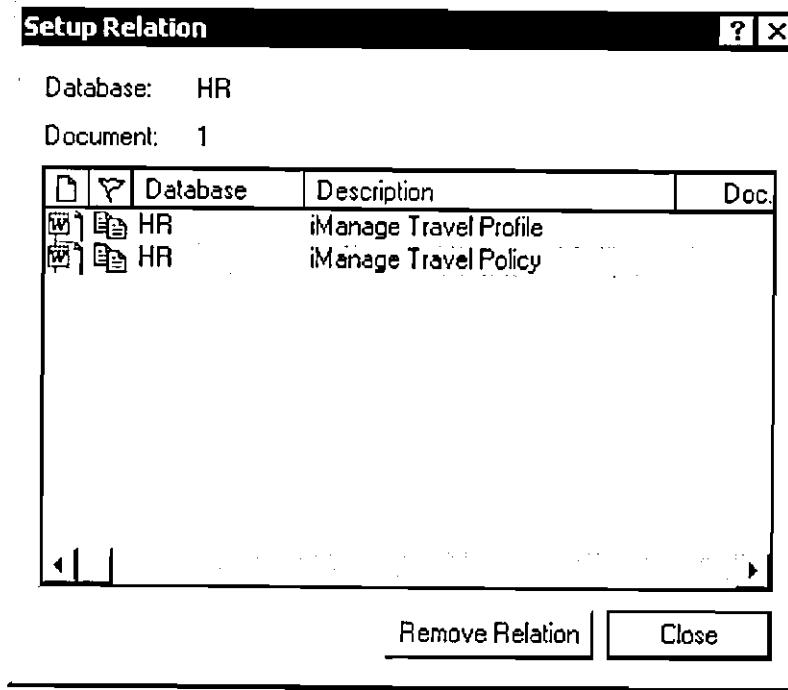 Setup Relation ? ×
Database: HR
Document: 1
Database Description Doc.
HR iManage Travel Profile
HR iManage Travel Policy
Remove Relation Close